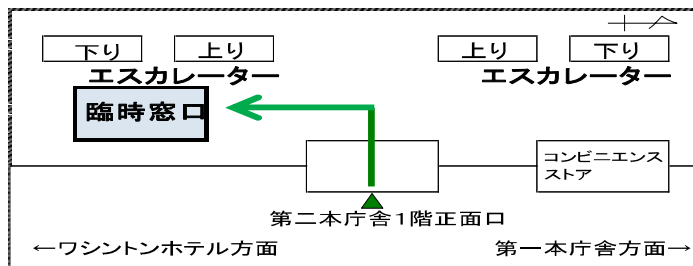 下り 上り 上り 下り
エスカレーター エスカレーター
臨時窓口
コンビニエンス
ストア
第二本庁舎1階正面口
←ワシントンホテル方面 第一本庁舎方面→